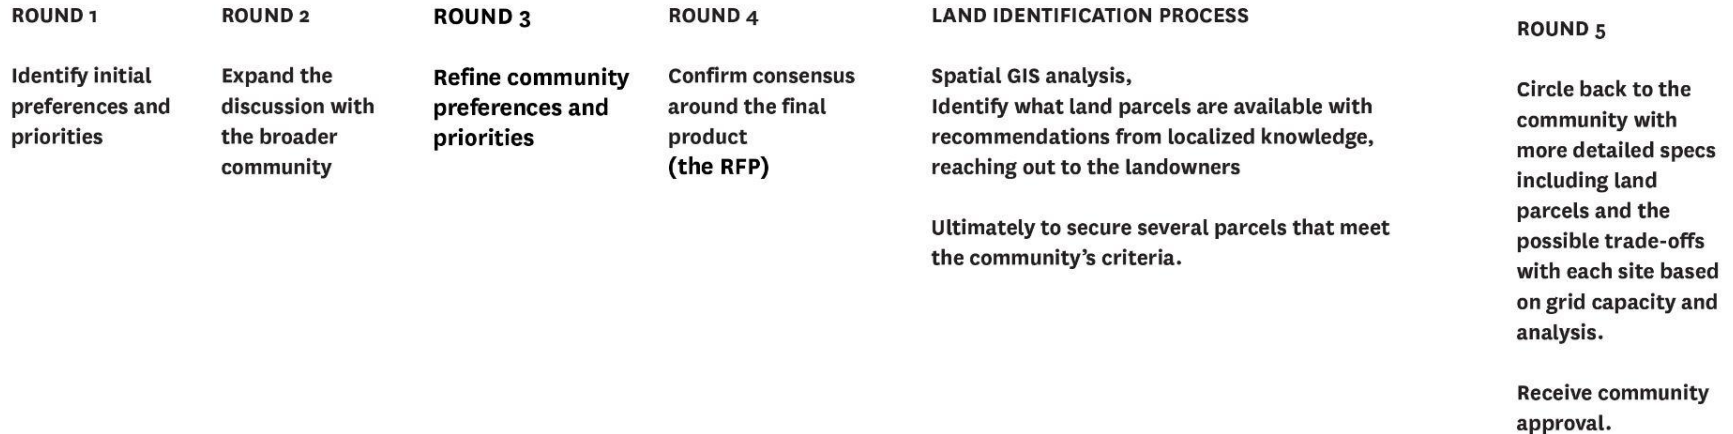 ROUND 1
Identify initial
preferences and
priorities
ROUND 2
Expand the
discussion with
the broader
community
ROUND 3
Refine community
preferences and
priorities
ROUND 4
Confirm consensus
around the final
product
(the RFP)
LAND IDENTIFICATION PROCESS
Spatial GIS analysis,
Identify what land parcels are available with
recommendations from localized knowledge,
reaching out to the landowners
Ultimately to secure several parcels that meet
the community’s criteria.
ROUND 5
Circle back to the
community with
more detailed specs
including land
parcels and the
possible trade-offs
with each site based
on grid capacity and
analysis.
Receive community
approval.